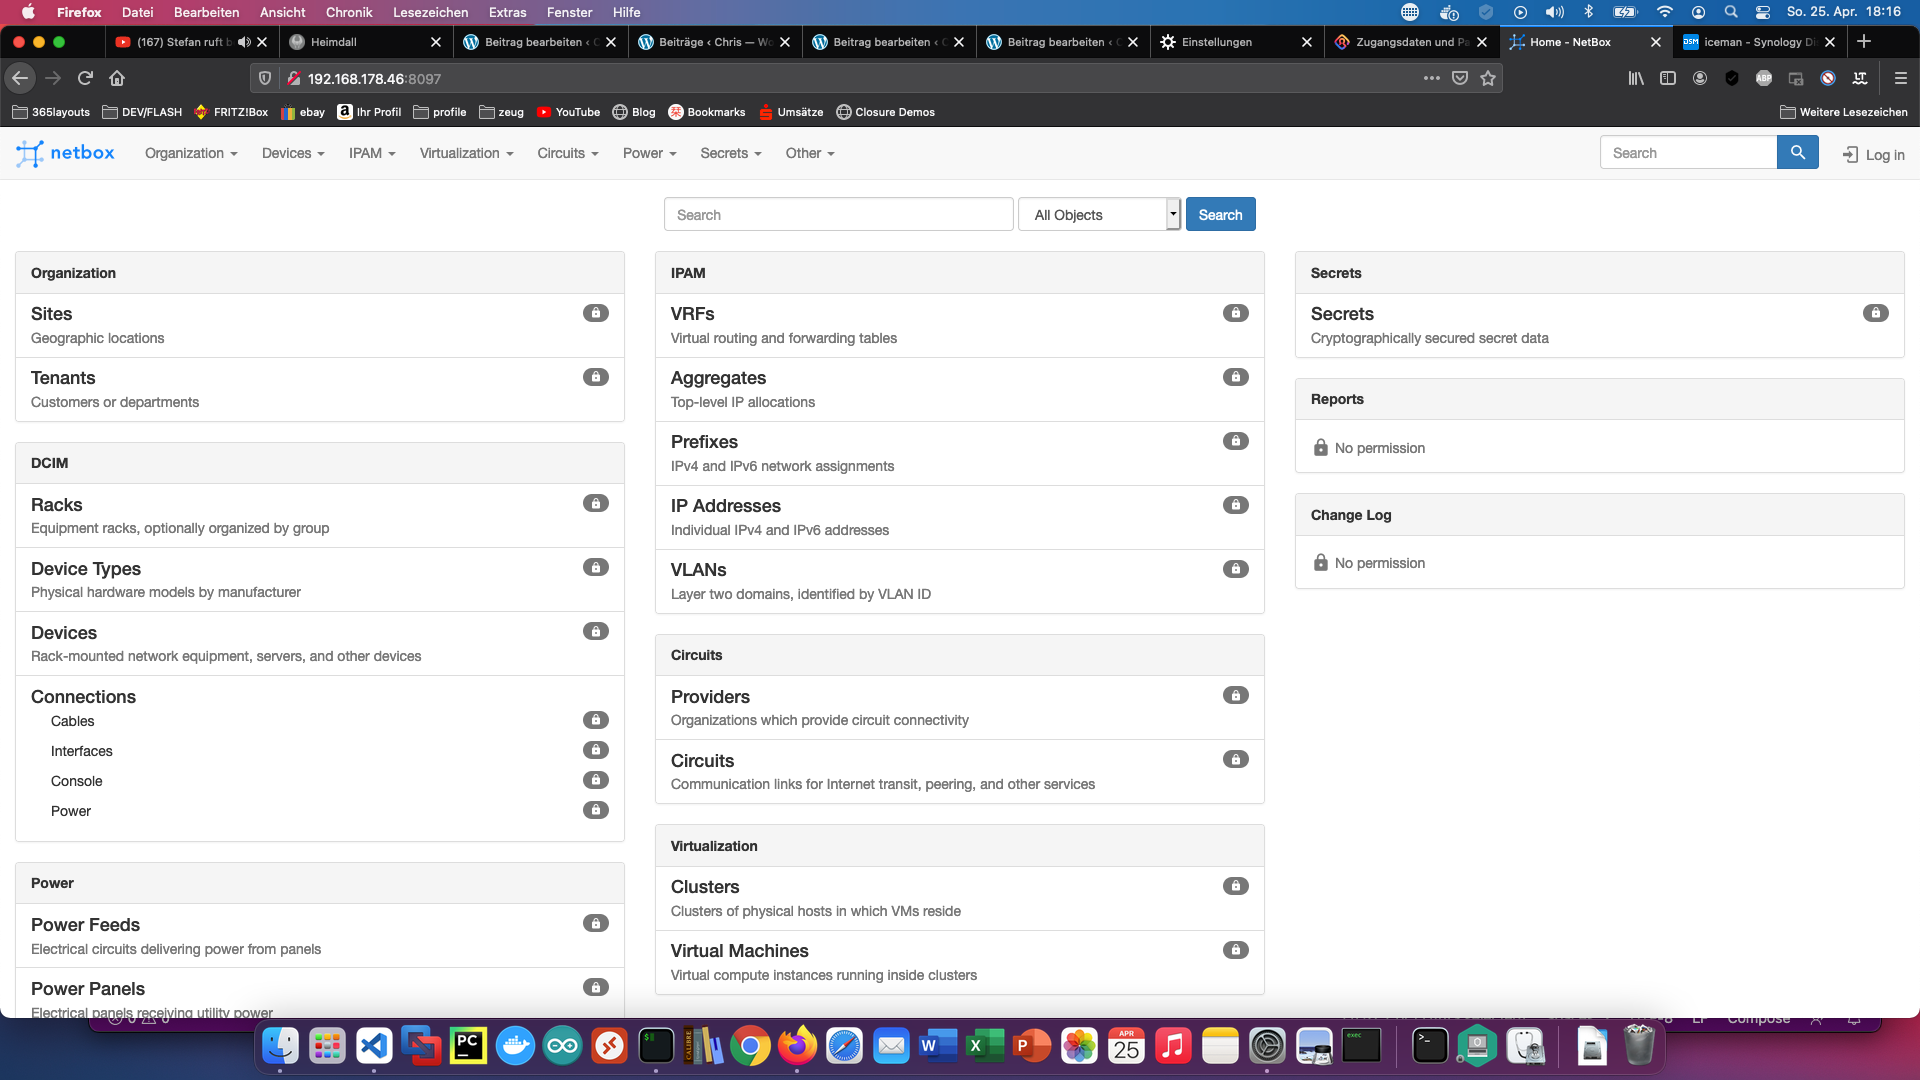 Firefox Datei Bearbeiten Ansicht Chronik Lesezeichen Extras Fenster Hilfe So. 25. Apr. 18:16
(167) Stefan ruft Heimdall Beitrag bearbeiten ‹ Beiträge ‹ Chris — Beitrag bearbeiten ‹ Beitrag bearbeiten ‹ Einstellungen Zugangsdaten und Home - NetBox DSM iceman - Synology
192.168.178.46:8097 ABP
365layouts DEV/FLASH FRITZ!Box ebay Ihr Profil profile zeug YouTube Blog Bookmarks Umsätze Closure Demos Weitere Lesezeichen
netbox Organization Devices IPAM Virtualization Circuits Power Secrets Other Search Log in
Search All Objects Search
Organization
Sites
Geographic locations
Tenants
Customers or departments
DCIM
Racks
Equipment racks, optionally organized by group
Device Types
Physical hardware models by manufacturer
Devices
Rack-mounted network equipment, servers, and other devices
Connections
Cables
Interfaces
Console
Power
Power
Power Feeds
Electrical circuits delivering power from panels
Power Panels
Electrical panels receiving utility power
IPAM
VRFs
Virtual routing and forwarding tables
Aggregates
Top-level IP allocations
Prefixes
IPv4 and IPv6 network assignments
IP Addresses
Individual IPv4 and IPv6 addresses
VLANs
Layer two domains, identified by VLAN ID
Circuits
Providers
Organizations which provide circuit connectivity
Circuits
Communication links for Internet transit, peering, and other services
Virtualization
Clusters
Clusters of physical hosts in which VMs reside
Virtual Machines
Virtual compute instances running inside clusters
Secrets
Secrets
Cryptographically secured secret data
Reports
No permission
Change Log
No permission
Compose
PC CALIBRE W X P APR 25 exec